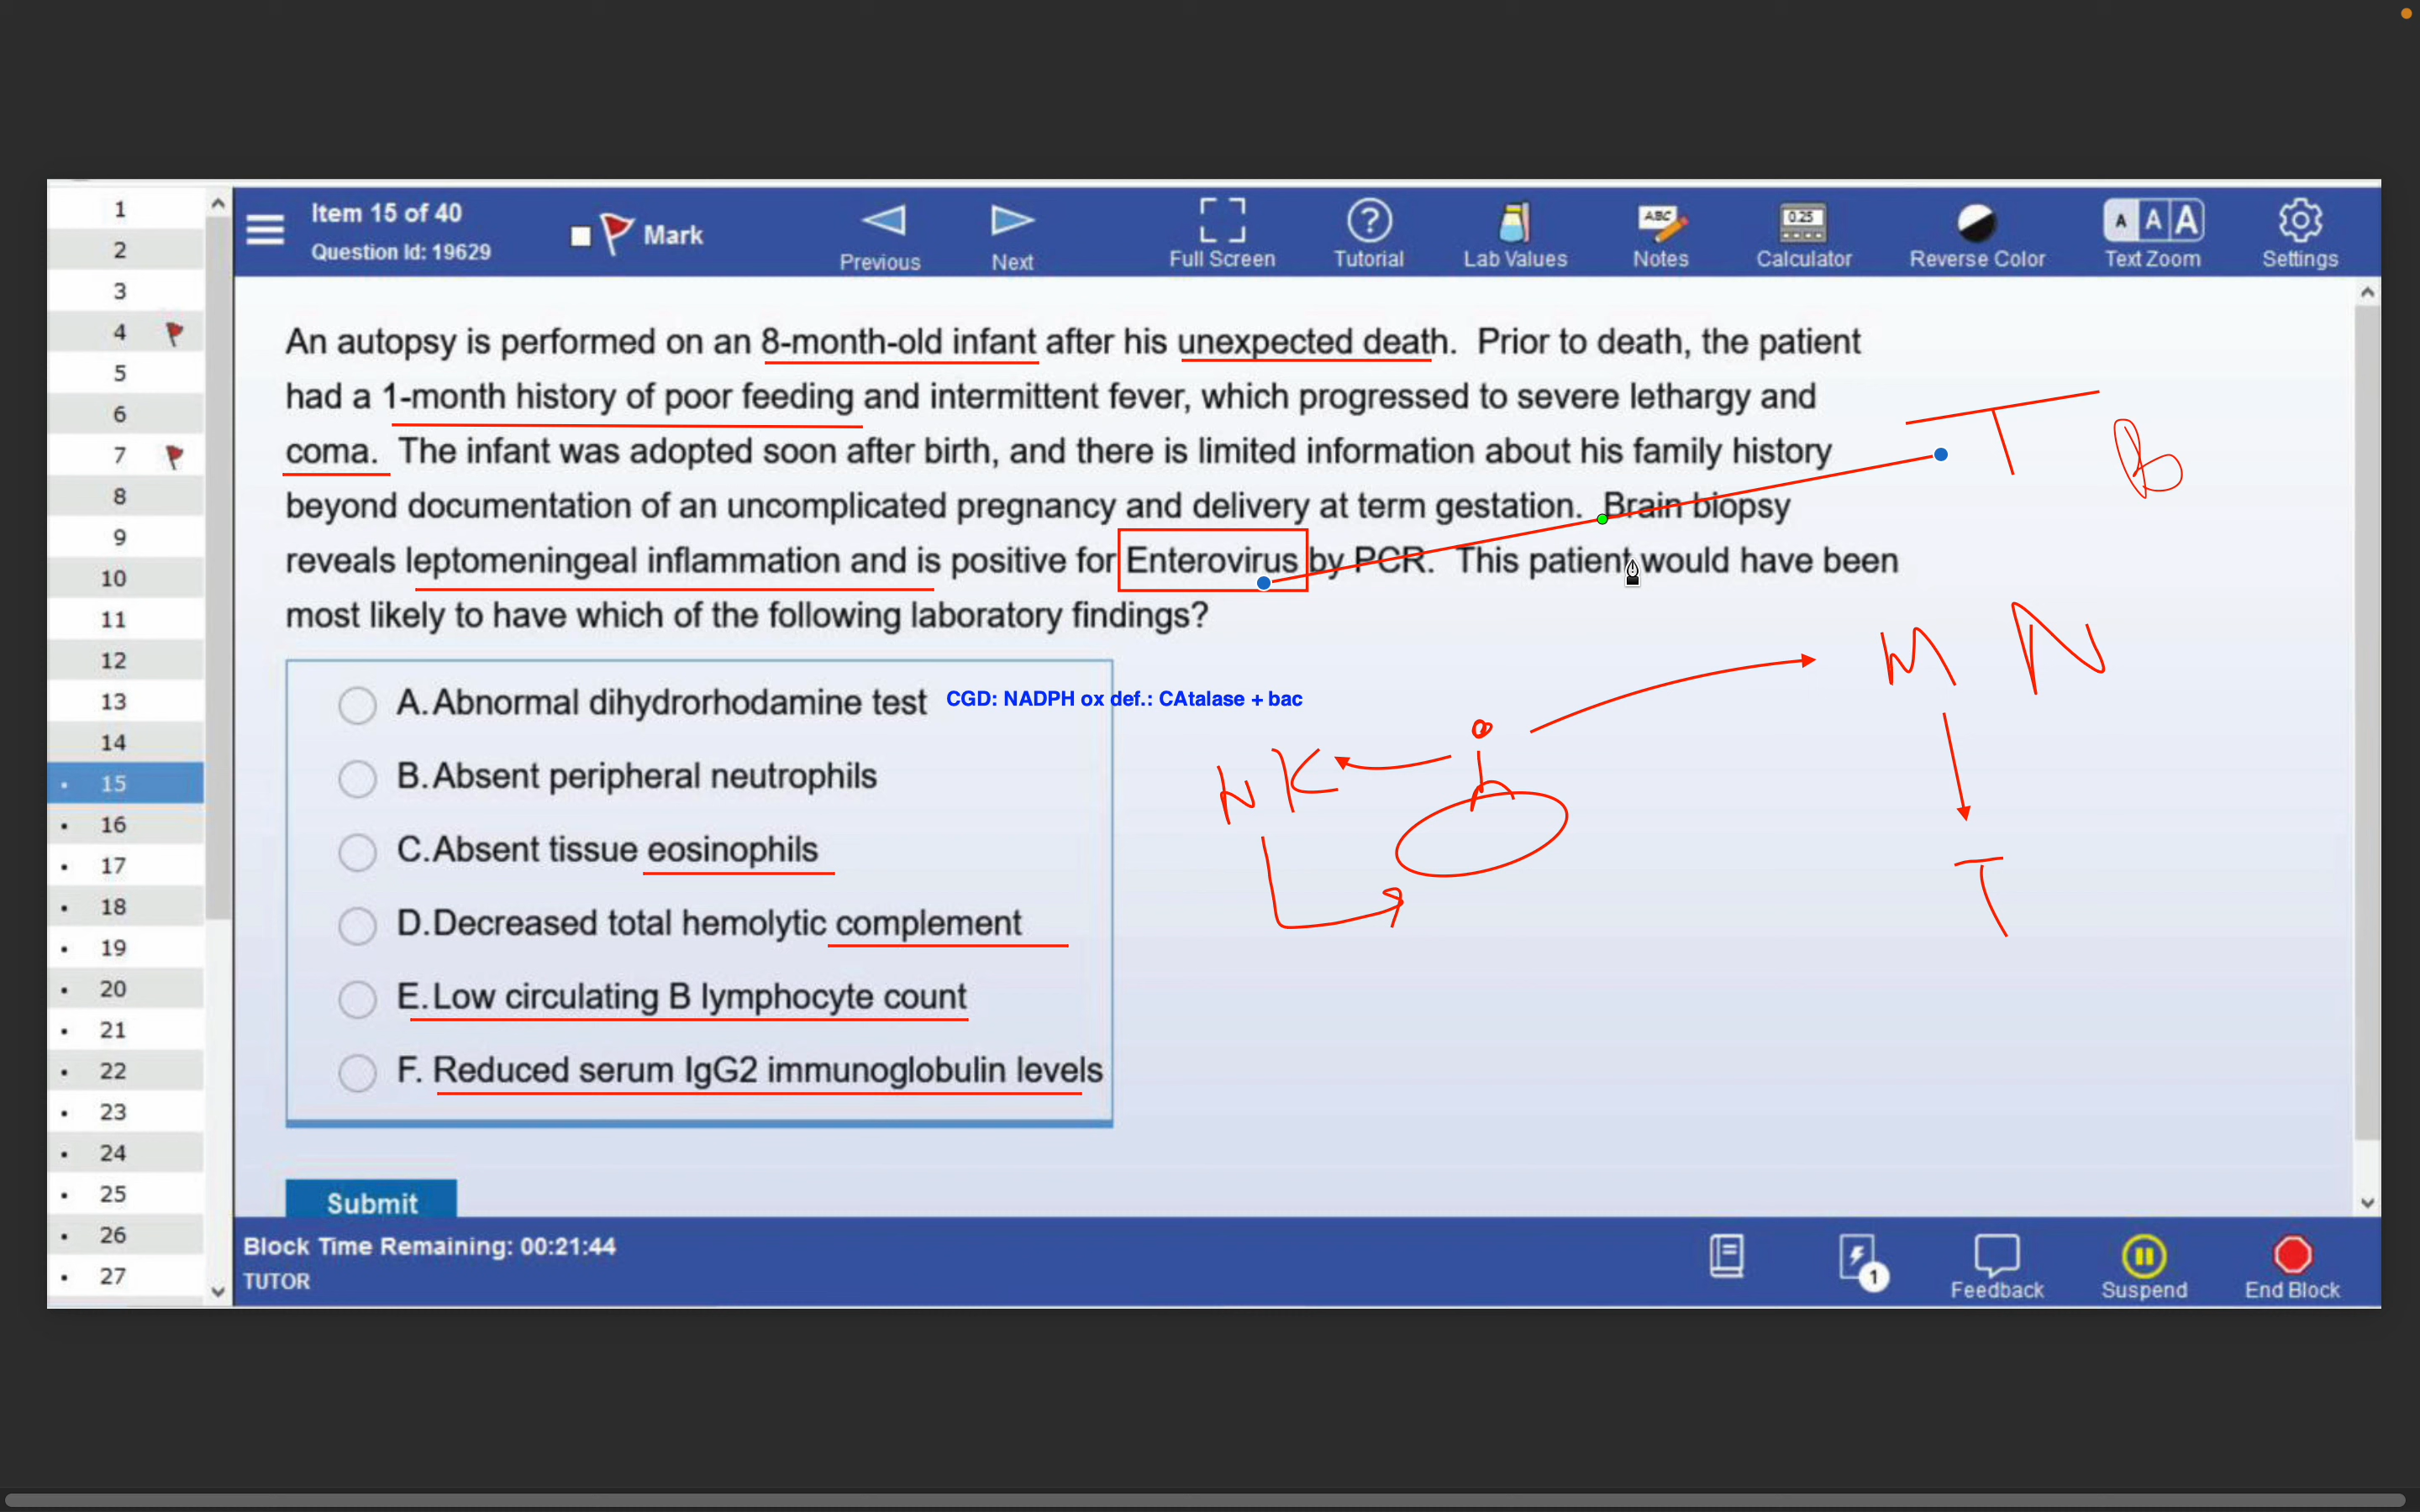 Item 15 of 40
Question Id: 19629
Mark
Previous
Next
Full Screen
Tutorial
ABC
Lab Values
Notes
0.25
Calculator
Reverse Color
A A A
Text Zoom
Settings
1
2
3
4
5
6
7
8
9
10
11
12
13
14
15
16
17
18
19
20
21
22
23
24
25
26
27
An autopsy is performed on an 8-month-old infant after his unexpected death. Prior to death, the patient
had a 1-month history of poor feeding and intermittent fever, which progressed to severe lethargy and
coma. The infant was adopted soon after birth, and there is limited information about his family history
beyond documentation of an uncomplicated pregnancy and delivery at term gestation. Brain biopsy
reveals leptomeningeal inflammation and is positive for Enterovirus by PCR. This patient would have been
most likely to have which of the following laboratory findings?
T B
A. Abnormal dihydrorhodamine test
CGD: NADPH ox def.: CAtalase + bac
B. Absent peripheral neutrophils
C. Absent tissue eosinophils
D. Decreased total hemolytic complement
E. Low circulating B lymphocyte count
F. Reduced serum IgG2 immunoglobulin levels
M N
NK
T
Submit
Block Time Remaining: 00:21:44
TUTOR
1
Feedback
Suspend
End Block